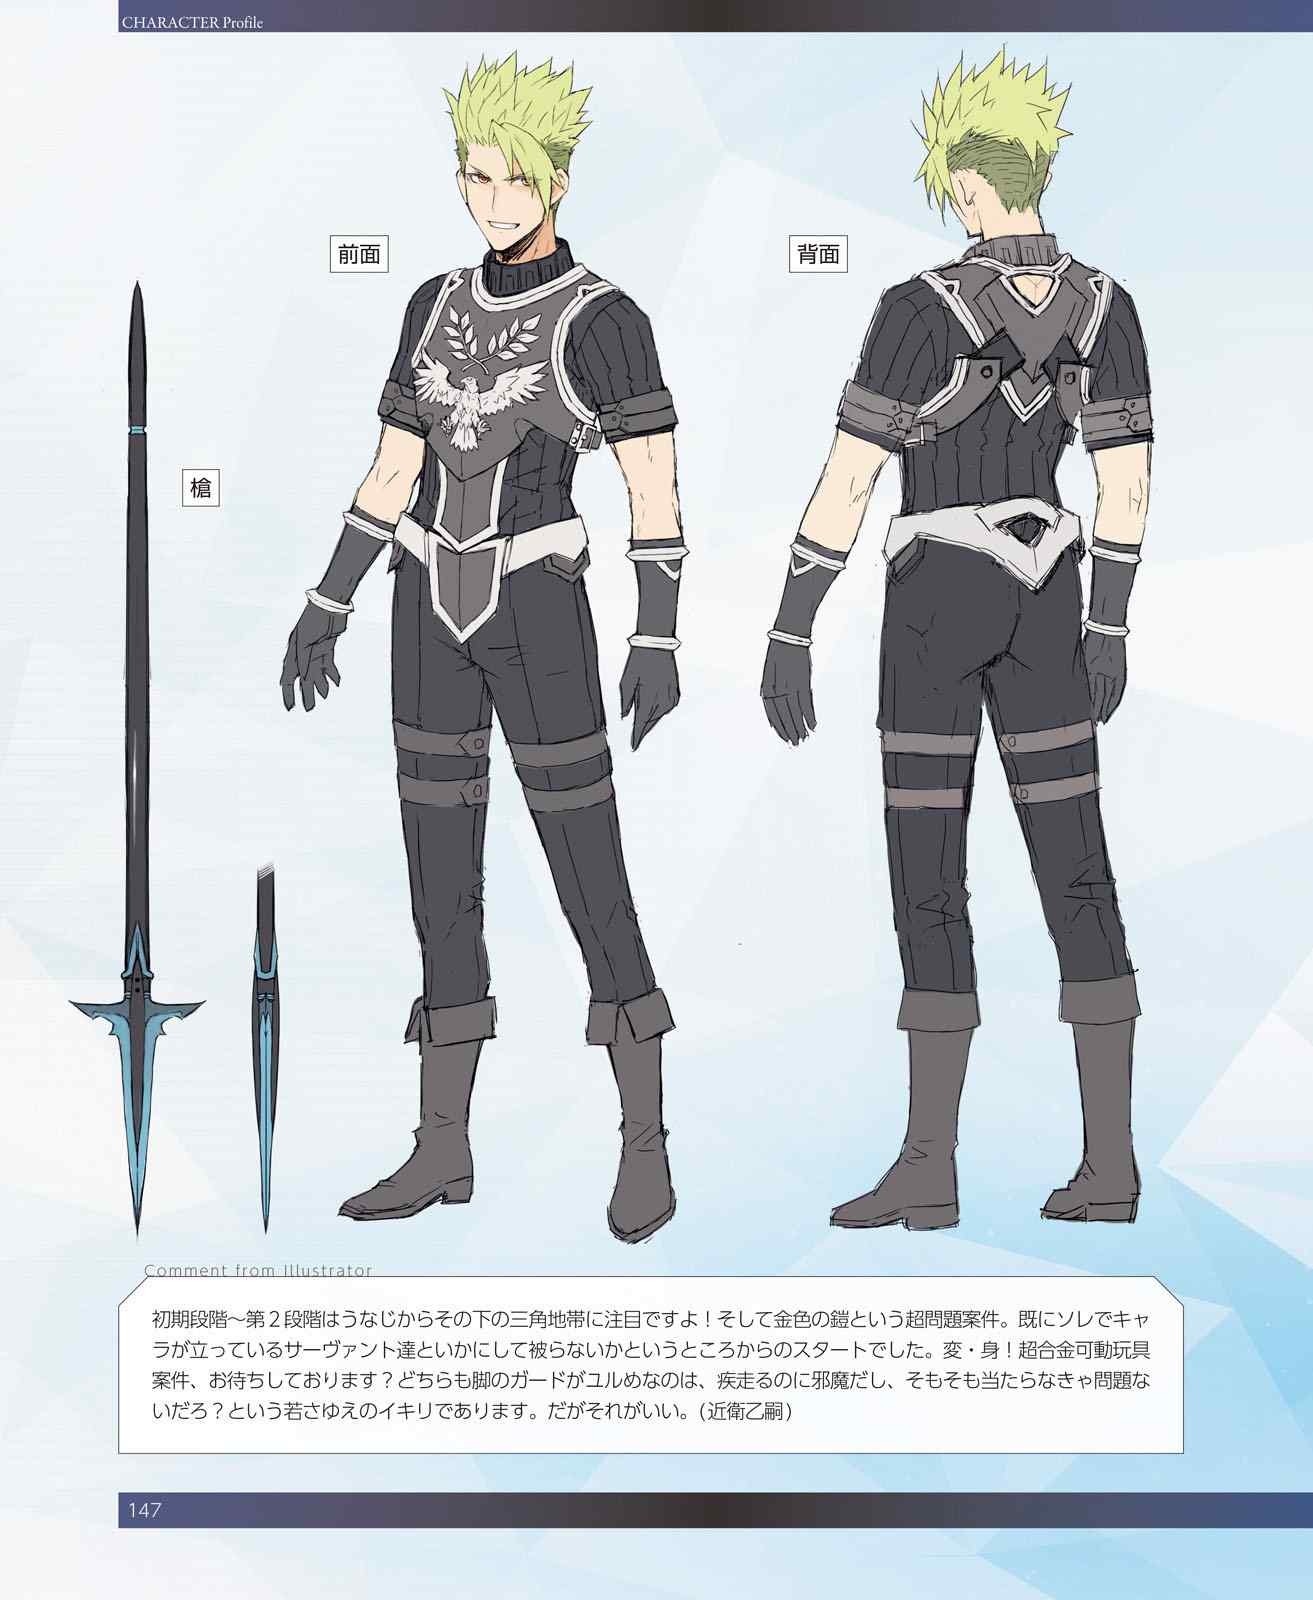 CHARACTER Profile
前面
背面
槍
Comment from Illustrator
初期段階～第２段階はうなじからその下の三角地帯に注目ですよ！そして金色の鎧という超問題案件。既にソレでキャ
ラが立っているサーヴァント達といかにして被らないかというところからのスタートでした。変・身！超合金可動玩具
案件、お待ちしております？どちらも脚のガードがユルめなのは、疾走るのに邪魔だし、そもそも当たらなきゃ問題な
いだろ？という若さゆえのイキリであります。だがそれがいい。(近衛乙嗣)
147